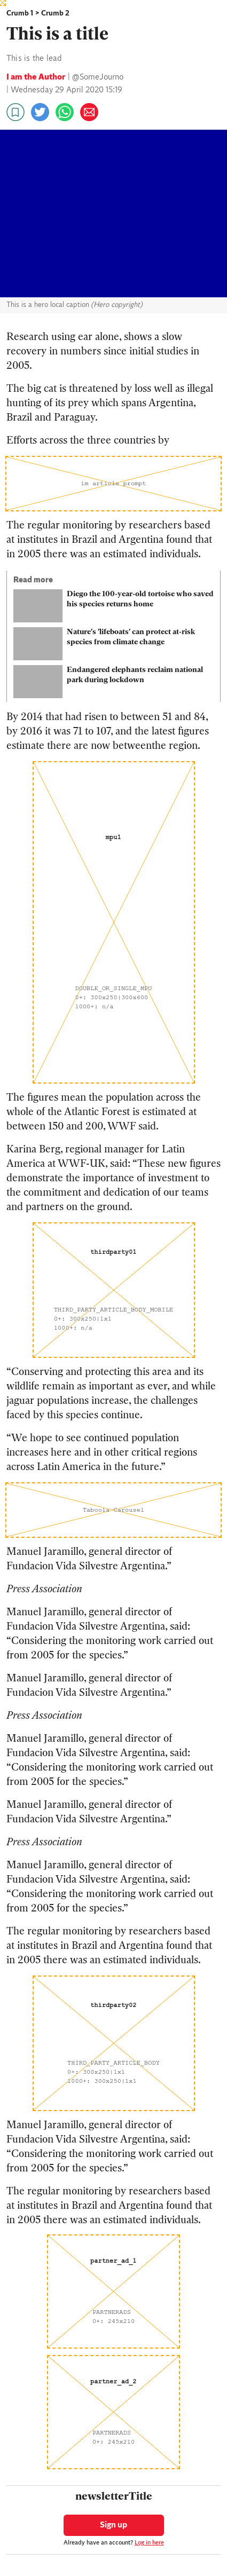 Crumb 1 > Crumb 2
This is a title
This is the lead
I am the Author | @SomeJourno
| Wednesday 29 April 2020 15:19
This is a hero local caption (Hero copyright)
Research using ear alone, shows a slow
recovery in numbers since initial studies in
2005.
The big cat is threatened by loss well as illegal
hunting of its prey which spans Argentina,
Brazil and Paraguay.
Efforts across the three countries by
im article prompt
The regular monitoring by researchers based
at institutes in Brazil and Argentina found that
in 2005 there was an estimated individuals.
Read more
Diego the 100-year-old tortoise who saved
his species returns home
Nature's 'lifeboats' can protect at-risk
species from climate change
Endangered elephants reclaim national
park during lockdown
By 2014 that had risen to between 51 and 84,
by 2016 it was 71 to 107, and the latest figures
estimate there are now betweenthe region.
mpu1
DOUBLE_OR_SINGLE_MPU
0+: 300x250|300x600
1000+: n/a
The figures mean the population across the
whole of the Atlantic Forest is estimated at
between 150 and 200, WWF said.
Karina Berg, regional manager for Latin
America at WWF-UK, said: “These new figures
demonstrate the importance of investment to
the commitment and dedication of our teams
and partners on the ground.
thirdparty01
THIRD_PARTY_ARTICLE_BODY_MOBILE
0+: 300x250|1x1
1000+: n/a
“Conserving and protecting this area and its
wildlife remain as important as ever, and while
jaguar populations increase, the challenges
faced by this species continue.
“We hope to see continued population
increases here and in other critical regions
across Latin America in the future.”
Taboola Carousel
Manuel Jaramillo, general director of
Fundacion Vida Silvestre Argentina.”
Press Association
Manuel Jaramillo, general director of
Fundacion Vida Silvestre Argentina, said:
“Considering the monitoring work carried out
from 2005 for the species.”
Manuel Jaramillo, general director of
Fundacion Vida Silvestre Argentina.”
Press Association
Manuel Jaramillo, general director of
Fundacion Vida Silvestre Argentina, said:
“Considering the monitoring work carried out
from 2005 for the species.”
Manuel Jaramillo, general director of
Fundacion Vida Silvestre Argentina.”
Press Association
Manuel Jaramillo, general director of
Fundacion Vida Silvestre Argentina, said:
“Considering the monitoring work carried out
from 2005 for the species.”
The regular monitoring by researchers based
at institutes in Brazil and Argentina found that
in 2005 there was an estimated individuals.
thirdparty02
THIRD_PARTY_ARTICLE_BODY
0+: 300x250|1x1
1000+: 300x250|1x1
Manuel Jaramillo, general director of
Fundacion Vida Silvestre Argentina, said:
“Considering the monitoring work carried out
from 2005 for the species.”
The regular monitoring by researchers based
at institutes in Brazil and Argentina found that
in 2005 there was an estimated individuals.
partner_ad_1
PARTNERADS
0+: 245x210
partner_ad_2
PARTNERADS
0+: 245x210
newsletterTitle
Sign up
Already have an account? Log in here